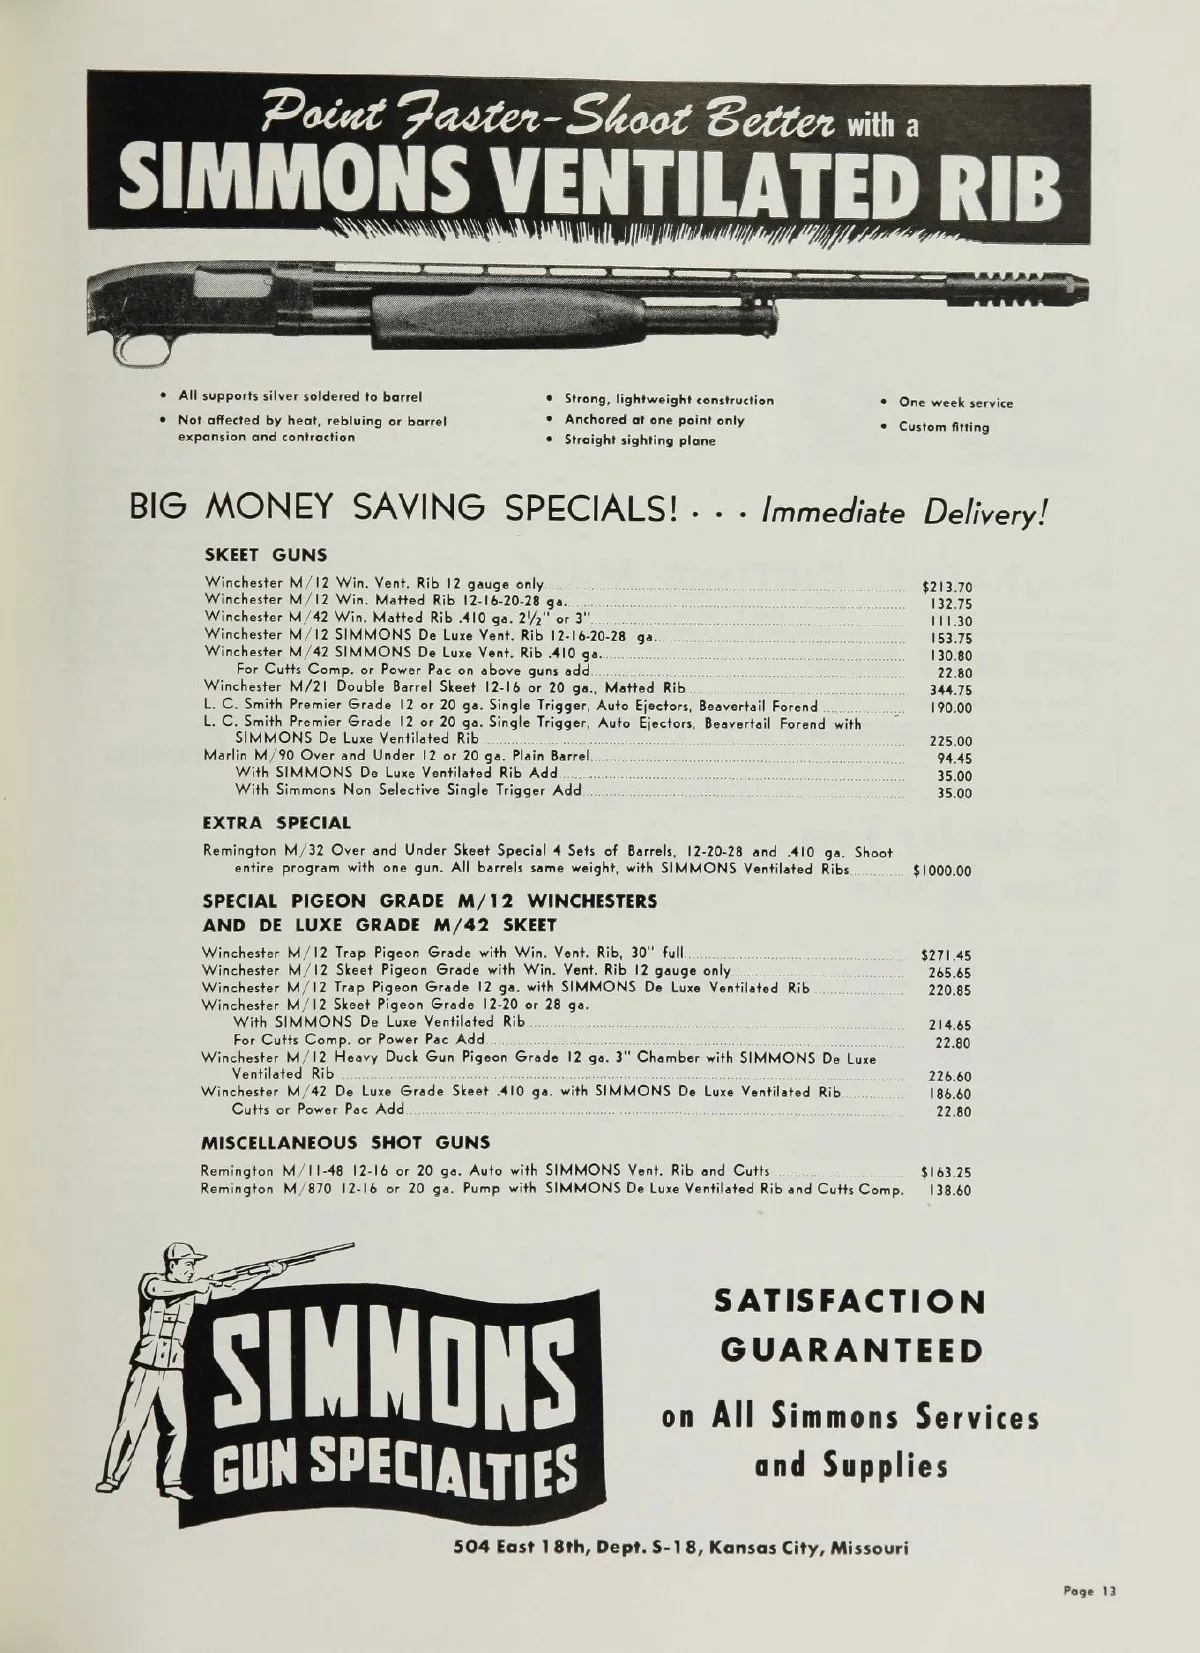 Point Faster-Shoot Better with a
SIMMONS VENTILATED RIB
• All supports silver soldered to barrel
• Not affected by heat, rebluing or barrel
expansion and contraction
• Strong, lightweight construction
• Anchored at one point only
• Straight sighting plane
• One week service
• Custom fitting
BIG MONEY SAVING SPECIALS! . . . Immediate Delivery!
SKEET GUNS
Winchester M/12 Win. Vent. Rib 12 gauge only $213.70
Winchester M/12 Win. Matted Rib 12-16-20-28 ga. 132.75
Winchester M/42 Win. Matted Rib .410 ga. 2½" or 3" 111.30
Winchester M/12 SIMMONS De Luxe Vent. Rib 12-16-20-28 ga. 153.75
Winchester M/42 SIMMONS De Luxe Vent. Rib .410 ga. 130.80
For Cutts Comp. or Power Pac on above guns add 22.80
Winchester M/21 Double Barrel Skeet 12-16 or 20 ga., Matted Rib 344.75
L. C. Smith Premier Grade 12 or 20 ga. Single Trigger, Auto Ejectors, Beavertail Forend 190.00
L. C. Smith Premier Grade 12 or 20 ga. Single Trigger, Auto Ejectors, Beavertail Forend with
SIMMONS De Luxe Ventilated Rib 225.00
Marlin M/90 Over and Under 12 or 20 ga. Plain Barrel 94.45
With SIMMONS De Luxe Ventilated Rib Add 35.00
With Simmons Non Selective Single Trigger Add 35.00
EXTRA SPECIAL
Remington M/32 Over and Under Skeet Special 4 Sets of Barrels, 12-20-28 and .410 ga. Shoot
entire program with one gun. All barrels same weight, with SIMMONS Ventilated Ribs $1000.00
SPECIAL PIGEON GRADE M/12 WINCHESTERS
AND DE LUXE GRADE M/42 SKEET
Winchester M/12 Trap Pigeon Grade with Win. Vent. Rib, 30" full $271.45
Winchester M/12 Skeet Pigeon Grade with Win. Vent. Rib 12 gauge only 265.65
Winchester M/12 Trap Pigeon Grade 12 ga. with SIMMONS De Luxe Ventilated Rib 220.85
Winchester M/12 Skeet Pigeon Grade 12-20 or 28 ga.
With SIMMONS De Luxe Ventilated Rib 214.65
For Cutts Comp. or Power Pac Add 22.80
Winchester M/12 Heavy Duck Gun Pigeon Grade 12 ga. 3" Chamber with SIMMONS De Luxe
Ventilated Rib 226.60
Winchester M/42 De Luxe Grade Skeet .410 ga. with SIMMONS De Luxe Ventilated Rib 186.60
Cutts or Power Pac Add 22.80
MISCELLANEOUS SHOT GUNS
Remington M/11-48 12-16 or 20 ga. Auto with SIMMONS Vent. Rib and Cutts $163.25
Remington M/870 12-16 or 20 ga. Pump with SIMMONS De Luxe Ventilated Rib and Cutts Comp. 138.60
SIMMONS
GUN SPECIALTIES
SATISFACTION
GUARANTEED
on All Simmons Services
and Supplies
504 East 18th, Dept. S-18, Kansas City, Missouri
Page 13